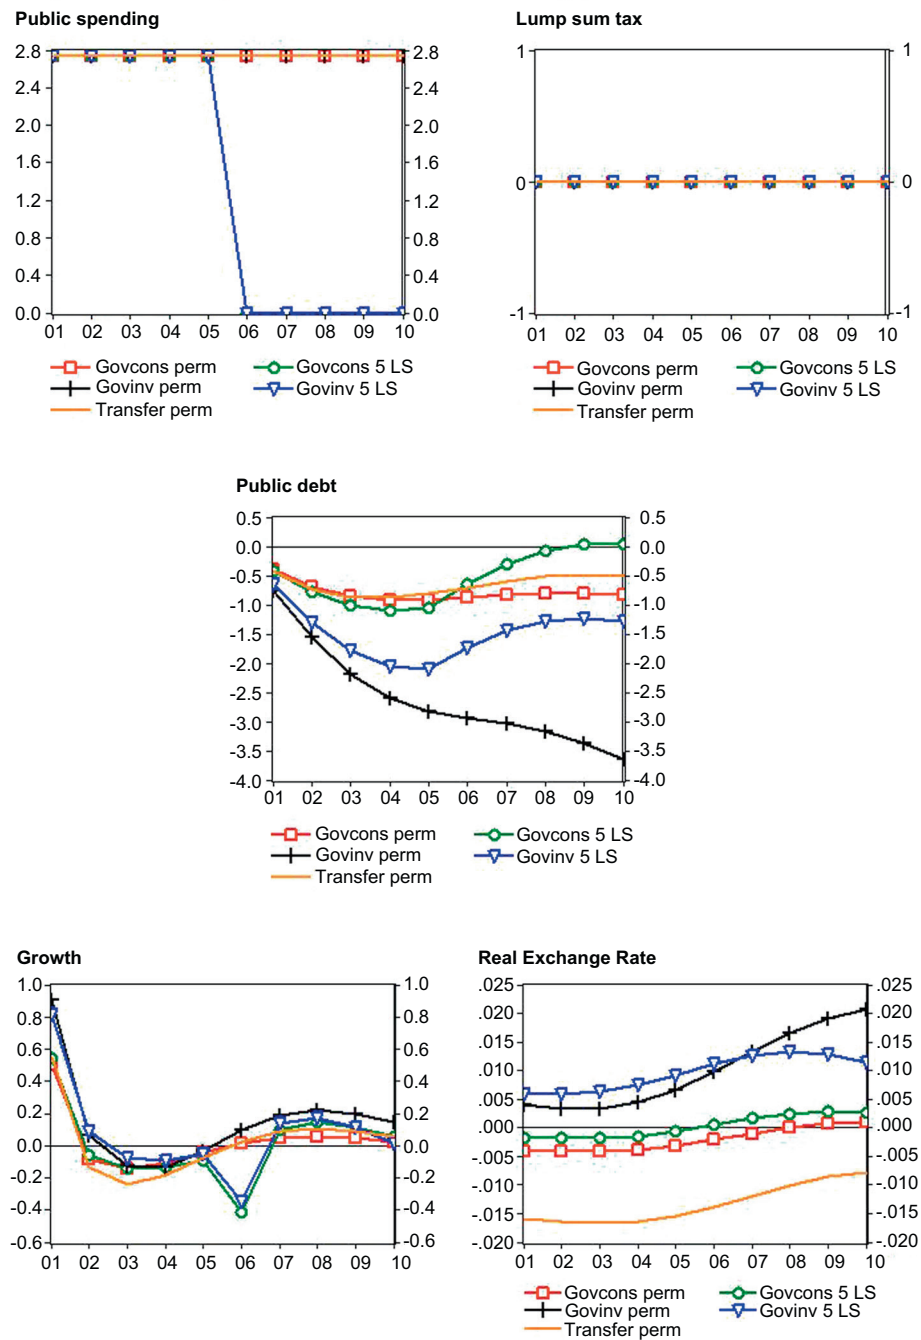 Public spending
2.8 2.8
2.4 2.4
2.0 2.0
1.6 1.6
1.2 1.2
0.8 0.8
0.4 0.4
0.0 0.0
01 02 03 04 05 06 07 08 09 10
Govcons perm Govcons 5 LS
Govinv perm Govinv 5 LS
Transfer perm
Lump sum tax
1 1
0 0
-1 -1
01 02 03 04 05 06 07 08 09 10
Govcons perm Govcons 5 LS
Govinv perm Govinv 5 LS
Transfer perm
Public debt
0.5 0.5
0.0 0.0
-0.5 -0.5
-1.0 -1.0
-1.5 -1.5
-2.0 -2.0
-2.5 -2.5
-3.0 -3.0
-3.5 -3.5
-4.0 -4.0
01 02 03 04 05 06 07 08 09 10
Govcons perm Govcons 5 LS
Govinv perm Govinv 5 LS
Transfer perm
Growth
1.0 1.0
0.8 0.8
0.6 0.6
0.4 0.4
0.2 0.2
0.0 0.0
-0.2 -0.2
-0.4 -0.4
-0.6 -0.6
01 02 03 04 05 06 07 08 09 10
Real Exchange Rate
.025 .025
.020 .020
.015 .015
.010 .010
.005 .005
.000 .000
-.005 -.005
-.010 -.010
-.015 -.015
-.020 -.020
01 02 03 04 05 06 07 08 09 10
Govcons perm Govcons 5 LS
Govinv perm Govinv 5 LS
Transfer perm